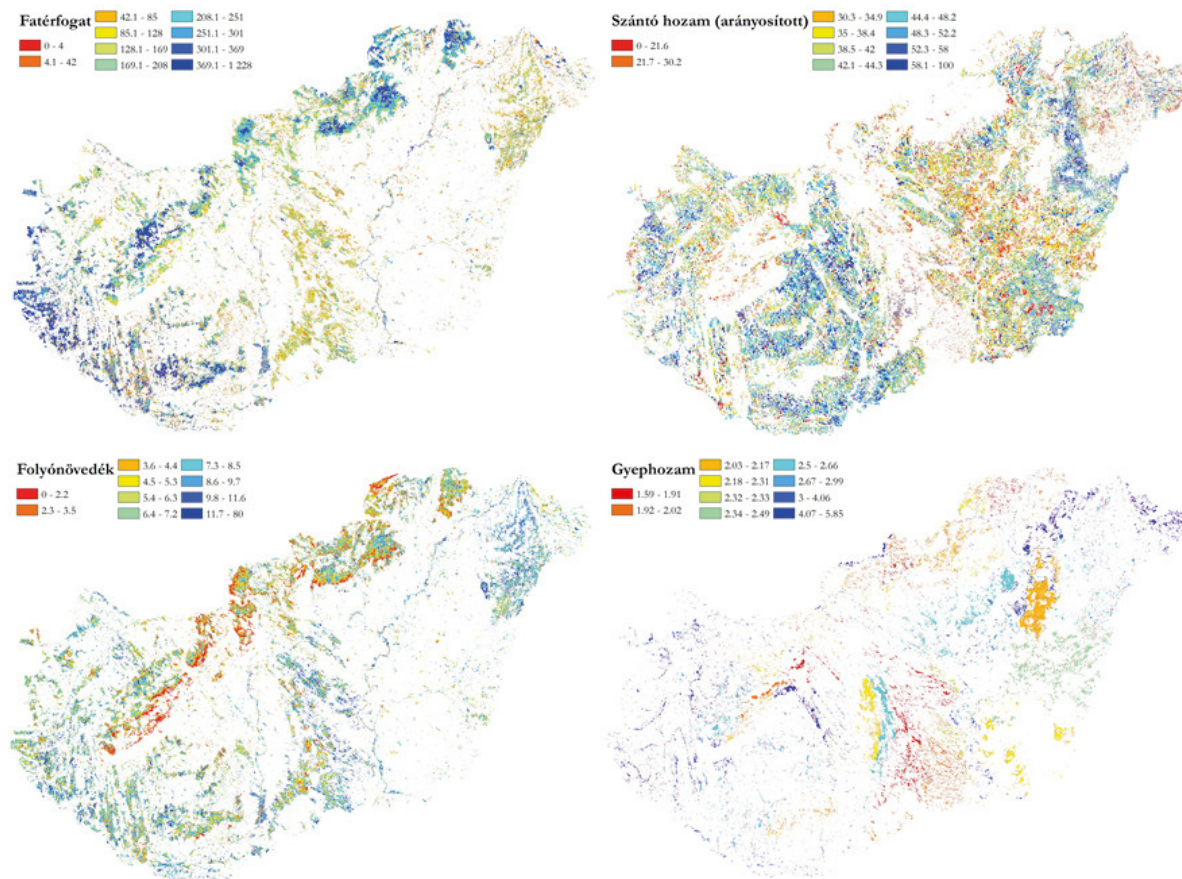 Fatérfogat
0 - 4
4.1 - 42
42.1 - 85
85.1 - 128
128.1 - 169
169.1 - 208
208.1 - 251
251.1 - 301
301.1 - 369
369.1 - 1 228
Szántó hozam (arányosított)
0 - 21.6
21.7 - 30.2
30.3 - 34.9
35 - 38.4
38.5 - 42
42.1 - 44.3
44.4 - 48.2
48.3 - 52.2
52.3 - 58
58.1 - 100
Folyónövedék
0 - 2.2
2.3 - 3.5
3.6 - 4.4
4.5 - 5.3
5.4 - 6.3
6.4 - 7.2
7.3 - 8.5
8.6 - 9.7
9.8 - 11.6
11.7 - 80
Gyephozam
1.59 - 1.91
1.92 - 2.02
2.03 - 2.17
2.18 - 2.31
2.32 - 2.33
2.34 - 2.49
2.5 - 2.66
2.67 - 2.99
3 - 4.06
4.07 - 5.85